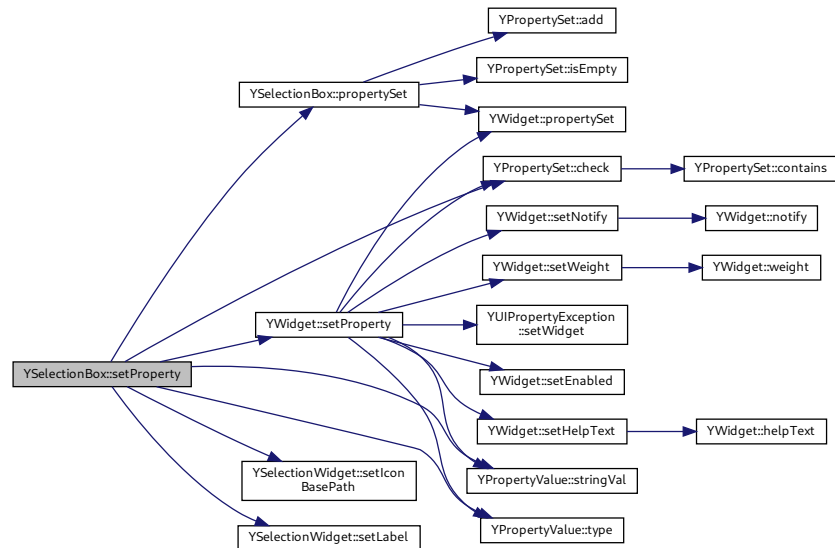 YPropertySet::add
YPropertySet::isEmpty
YSelectionBox::propertySet
YWidget::propertySet
YPropertySet::check
YPropertySet::contains
YWidget::setNotify
YWidget::notify
YWidget::setWeight
YWidget::weight
YWidget::setProperty
YUIPropertyException
::setWidget
YSelectionBox::setProperty
YWidget::setEnabled
YWidget::setHelpText
YWidget::helpText
YSelectionWidget::setIcon
BasePath
YPropertyValue::stringVal
YPropertyValue::type
YSelectionWidget::setLabel